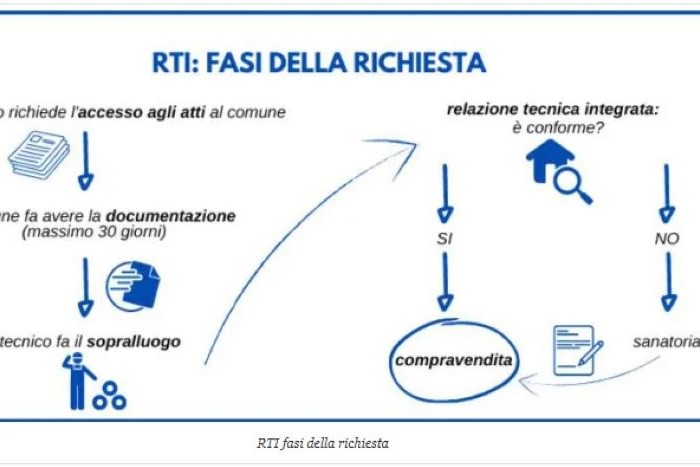 RTI: FASI DELLA RICHIESTA
o richiede l'accesso agli atti al comune
ne fa avere la documentazione
(massimo 30 giorni)
tecnico fa il sopralluogo
relazione tecnica integrata:
è conforme?
SI
NO
compravendita
sanatoria
RTI fasi della richiesta